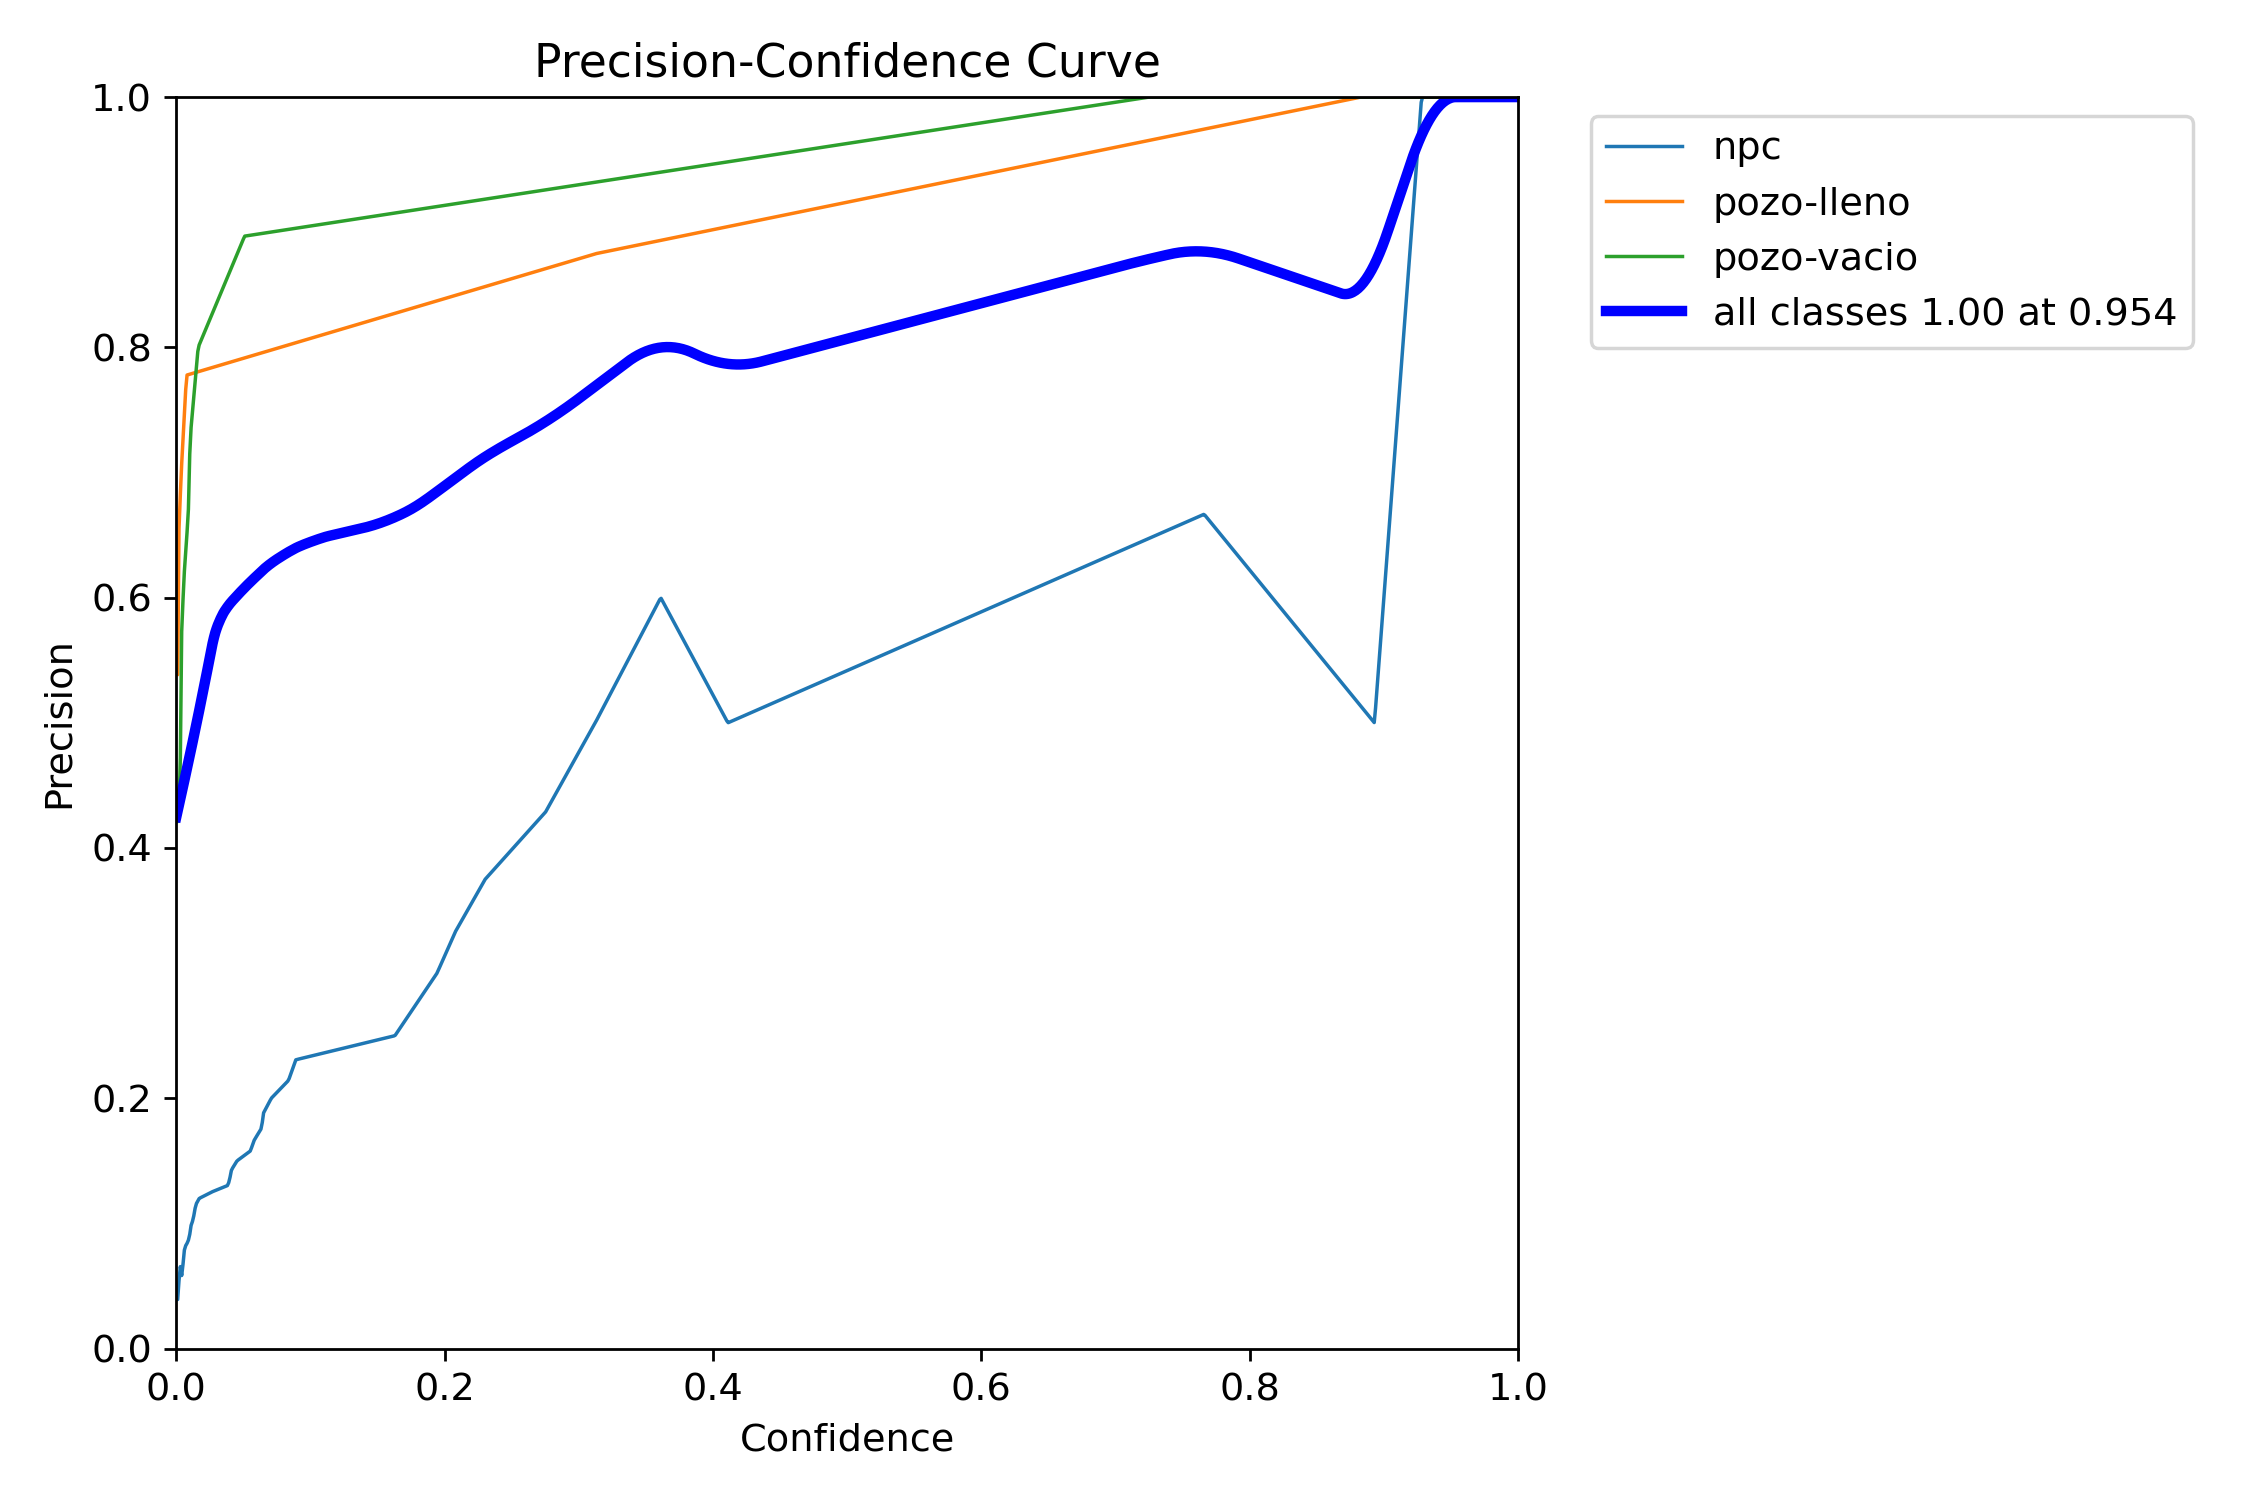 Precision-Confidence Curve
1.0
0.8
0.6
0.4
0.2
0.0
Precision
0.0 0.2 0.4 0.6 0.8 1.0
Confidence
npc
pozo-lleno
pozo-vacio
all classes 1.00 at 0.954